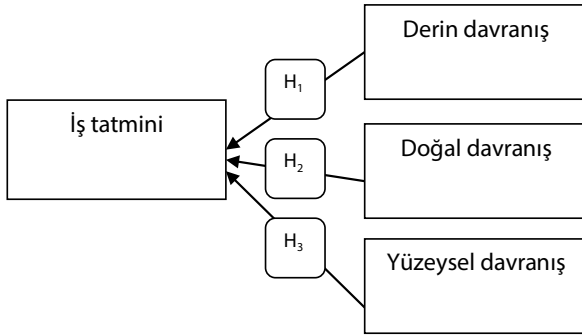 Derin davranış
H₁
İş tatmini
H₂
Doğal davranış
H₃
Yüzeysel davranış